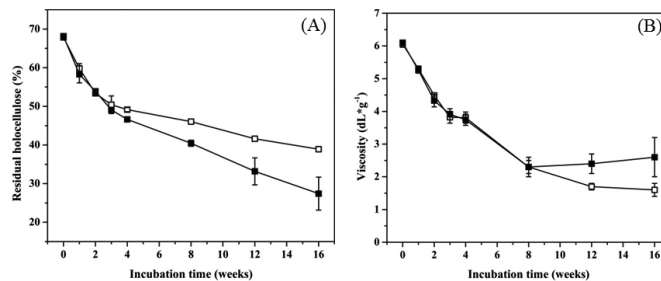 (A)
70
60
50
40
30
20
Residual holocellulose (%)
0 2 4 6 8 10 12 14 16
Incubation time (weeks)
(B)
7
6
5
4
3
2
1
0
Viscosity (dL*g⁻¹)
0 2 4 6 8 10 12 14 16
Incubation time (weeks)